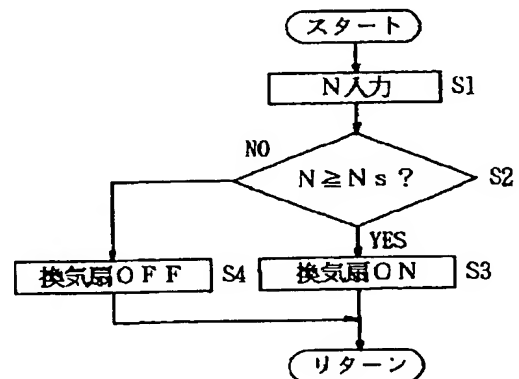 スタート
N入力 S1
NO
N≧Ns? S2
YES
換気扇OFF S4 換気扇ON S3
リターン